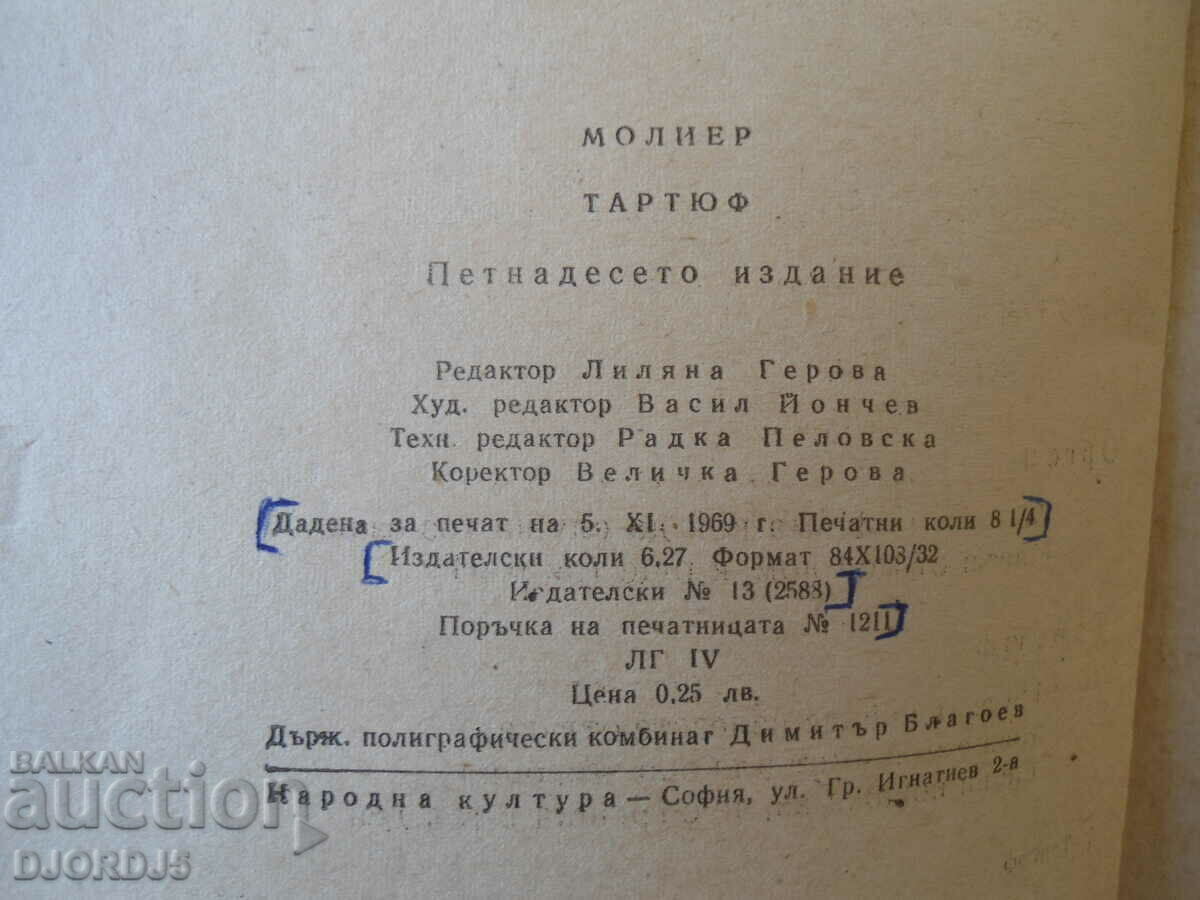 МОЛИЕР
ТАРТЮФ
Петнадесето издание
Редактор Лиляна Герова
Худ. редактор Васил Йончев
Техн. редактор Радка Пеловска
Коректор Величка Герова
[Дадена за печат на 5. XI. 1969 г. Печатни коли 8 1/4]
[Издателски коли 6,27. Формат 84X103/32
Издателски № 13 (2588)]
Поръчка на печатницата № 1211]
ЛГ IV
Цена 0,25 лв.
Държ. полиграфически комбинат Димитър Благоев
Народна култура — София, ул. Гр. Игнатиев 2-а
BALKAN
auction
DJORDJ5